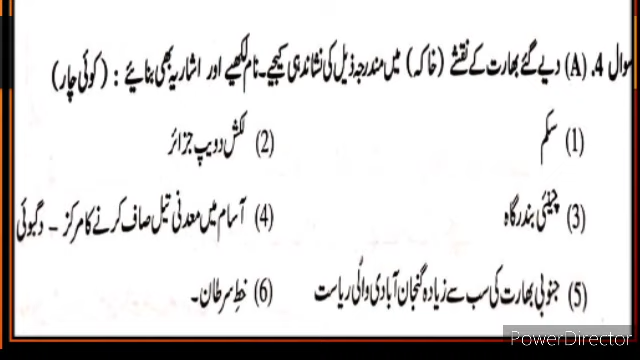 سوال 4. (A) دیے گئے بھارت کے نقشے (خاکہ) میں مندرجہ ذیل کی نشاندہی کیجیے۔ نام لکھیے اور اشاریہ بھی بنائیے : (کوئی چار)
(1) سکم (2) لکش دویپ جزائر
(3) چینئی بندرگاہ (4) آسام میں معدنی تیل صاف کرنے کا مرکز – دگبوئی
(5) جنوبی بھارت کی سب سے زیادہ گنجان آبادی والی ریاست (6) خطِ سرطان۔
PowerDirector